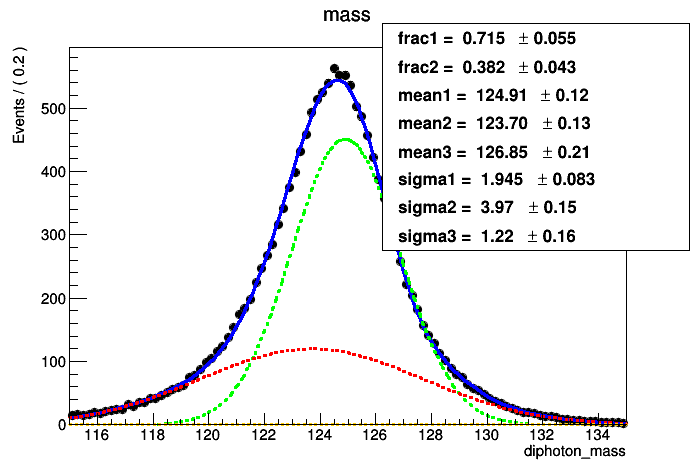 mass
Events / ( 0.2 )
frac1 = 0.715 ± 0.055
frac2 = 0.382 ± 0.043
mean1 = 124.91 ± 0.12
mean2 = 123.70 ± 0.13
mean3 = 126.85 ± 0.21
sigma1 = 1.945 ± 0.083
sigma2 = 3.97 ± 0.15
sigma3 = 1.22 ± 0.16
500
400
300
200
100
0
116 118 120 122 124 126 128 130 132 134
diphoton_mass